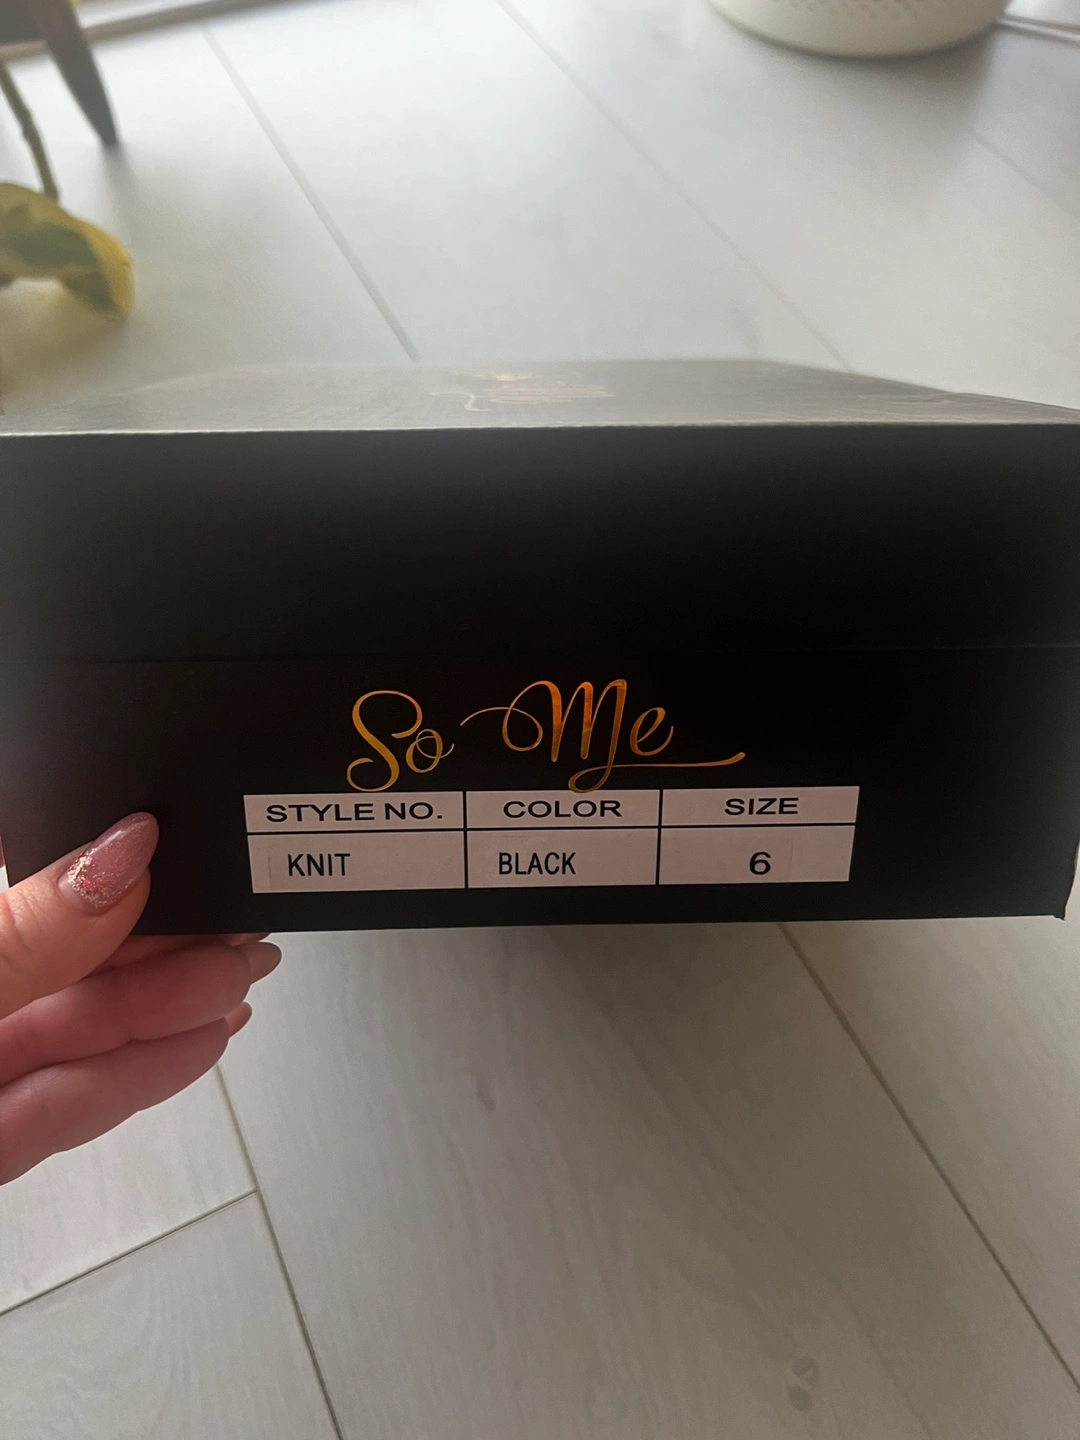 So Me
STYLE NO. COLOR SIZE
KNIT BLACK 6